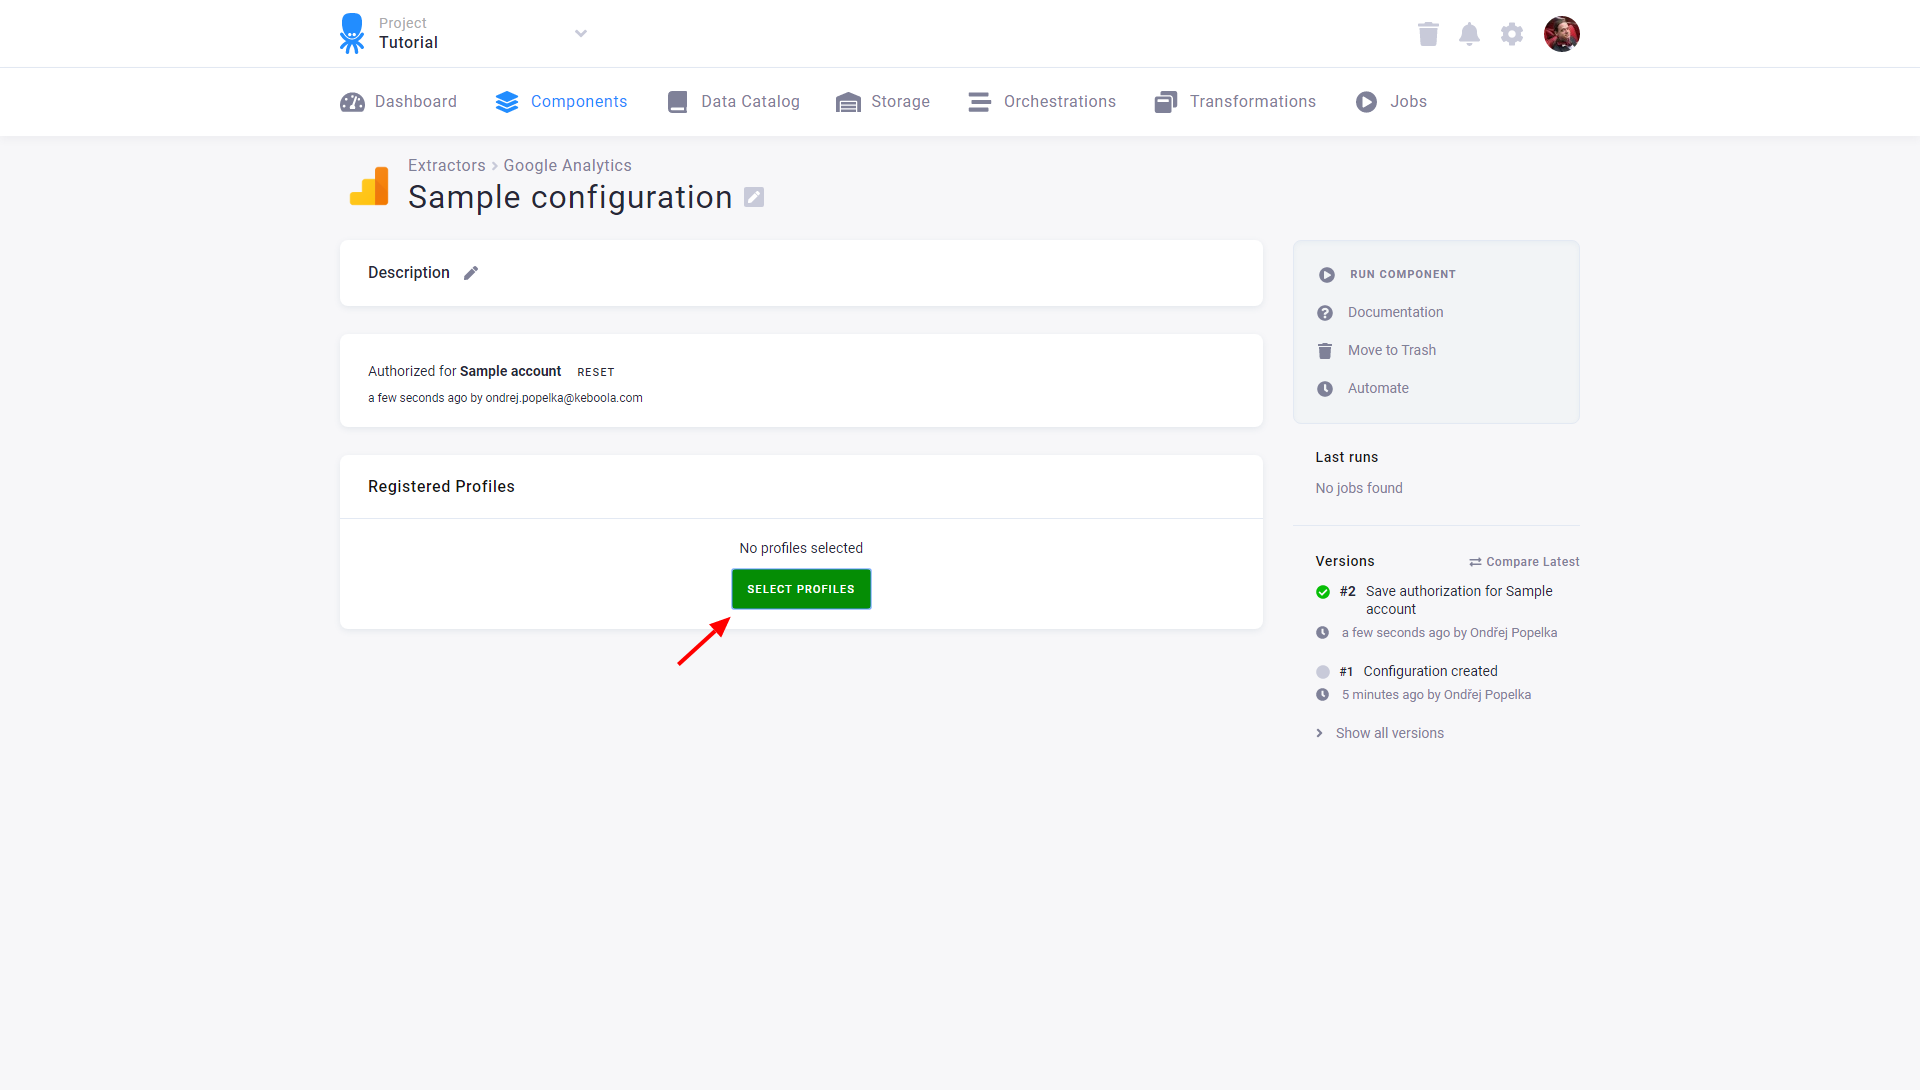 Project
Tutorial
Dashboard
Components
Data Catalog
Storage
Orchestrations
Transformations
Jobs
Extractors > Google Analytics
Sample configuration
Description
Authorized for Sample account RESET
a few seconds ago by ondrej.popelka@keboola.com
Registered Profiles
No profiles selected
SELECT PROFILES
RUN COMPONENT
Documentation
Move to Trash
Automate
Last runs
No jobs found
Versions Compare Latest
#2 Save authorization for Sample
account
a few seconds ago by Ondřej Popelka
#1 Configuration created
5 minutes ago by Ondřej Popelka
Show all versions